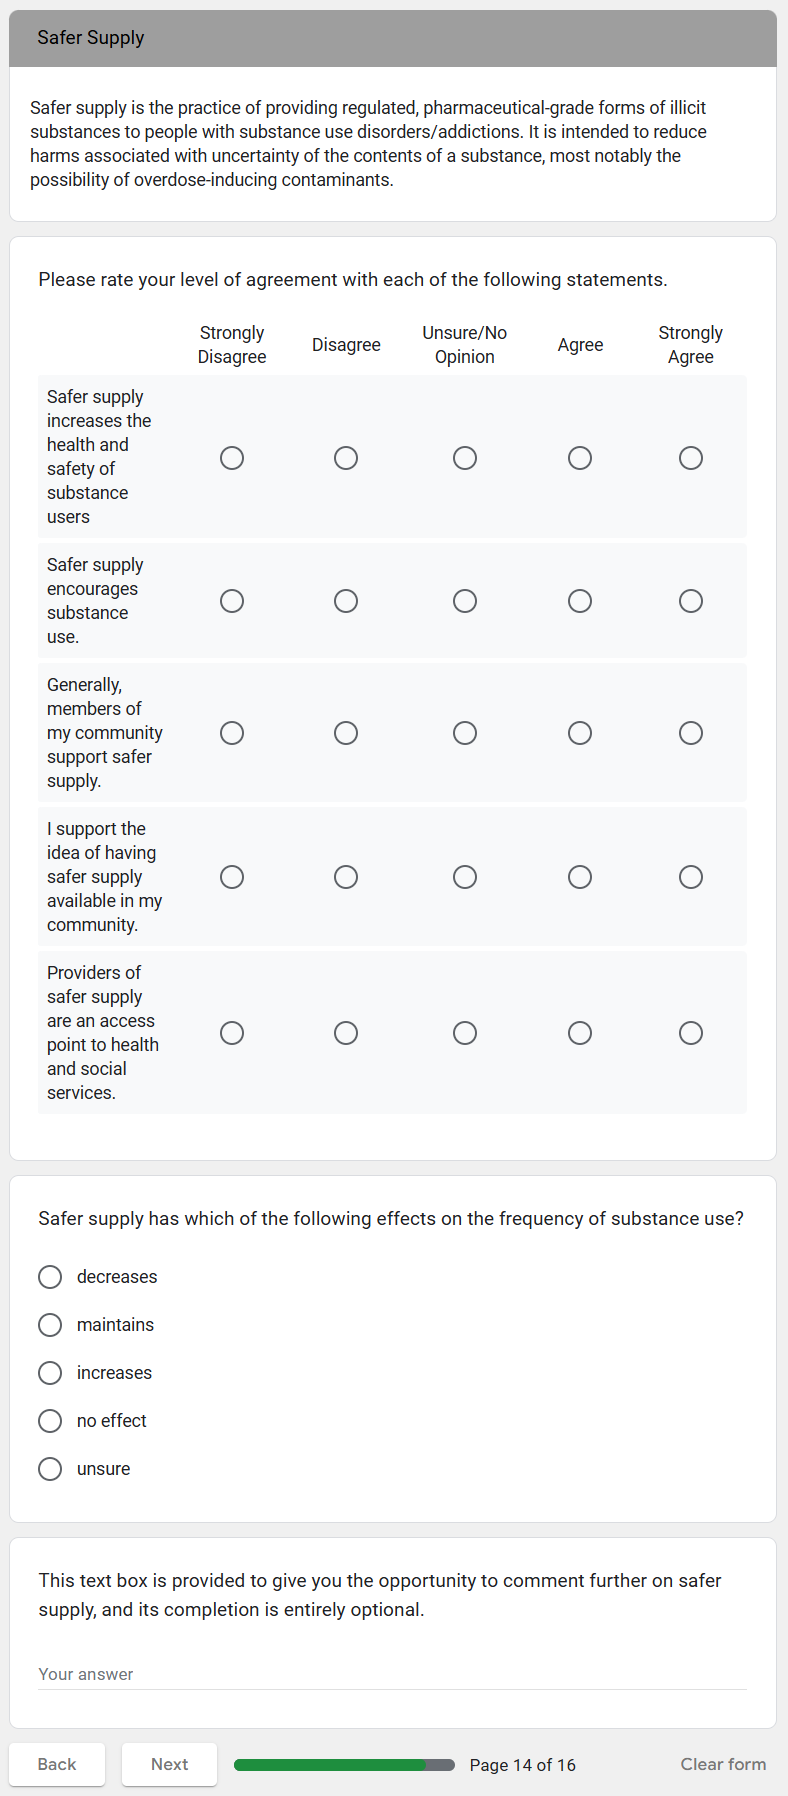 Safer Supply
Safer supply is the practice of providing regulated, pharmaceutical-grade forms of illicit
substances to people with substance use disorders/addictions. It is intended to reduce
harms associated with uncertainty of the contents of a substance, most notably the
possibility of overdose-inducing contaminants.
Please rate your level of agreement with each of the following statements.
Strongly
Disagree
Disagree
Unsure/No
Opinion
Agree
Strongly
Agree
Safer supply
increases the
health and
safety of
substance
users
Safer supply
encourages
substance
use.
Generally,
members of
my community
support safer
supply.
I support the
idea of having
safer supply
available in my
community.
Providers of
safer supply
are an access
point to health
and social
services.
Safer supply has which of the following effects on the frequency of substance use?
decreases
maintains
increases
no effect
unsure
This text box is provided to give you the opportunity to comment further on safer
supply, and its completion is entirely optional.
Your answer
Back Next Page 14 of 16 Clear form